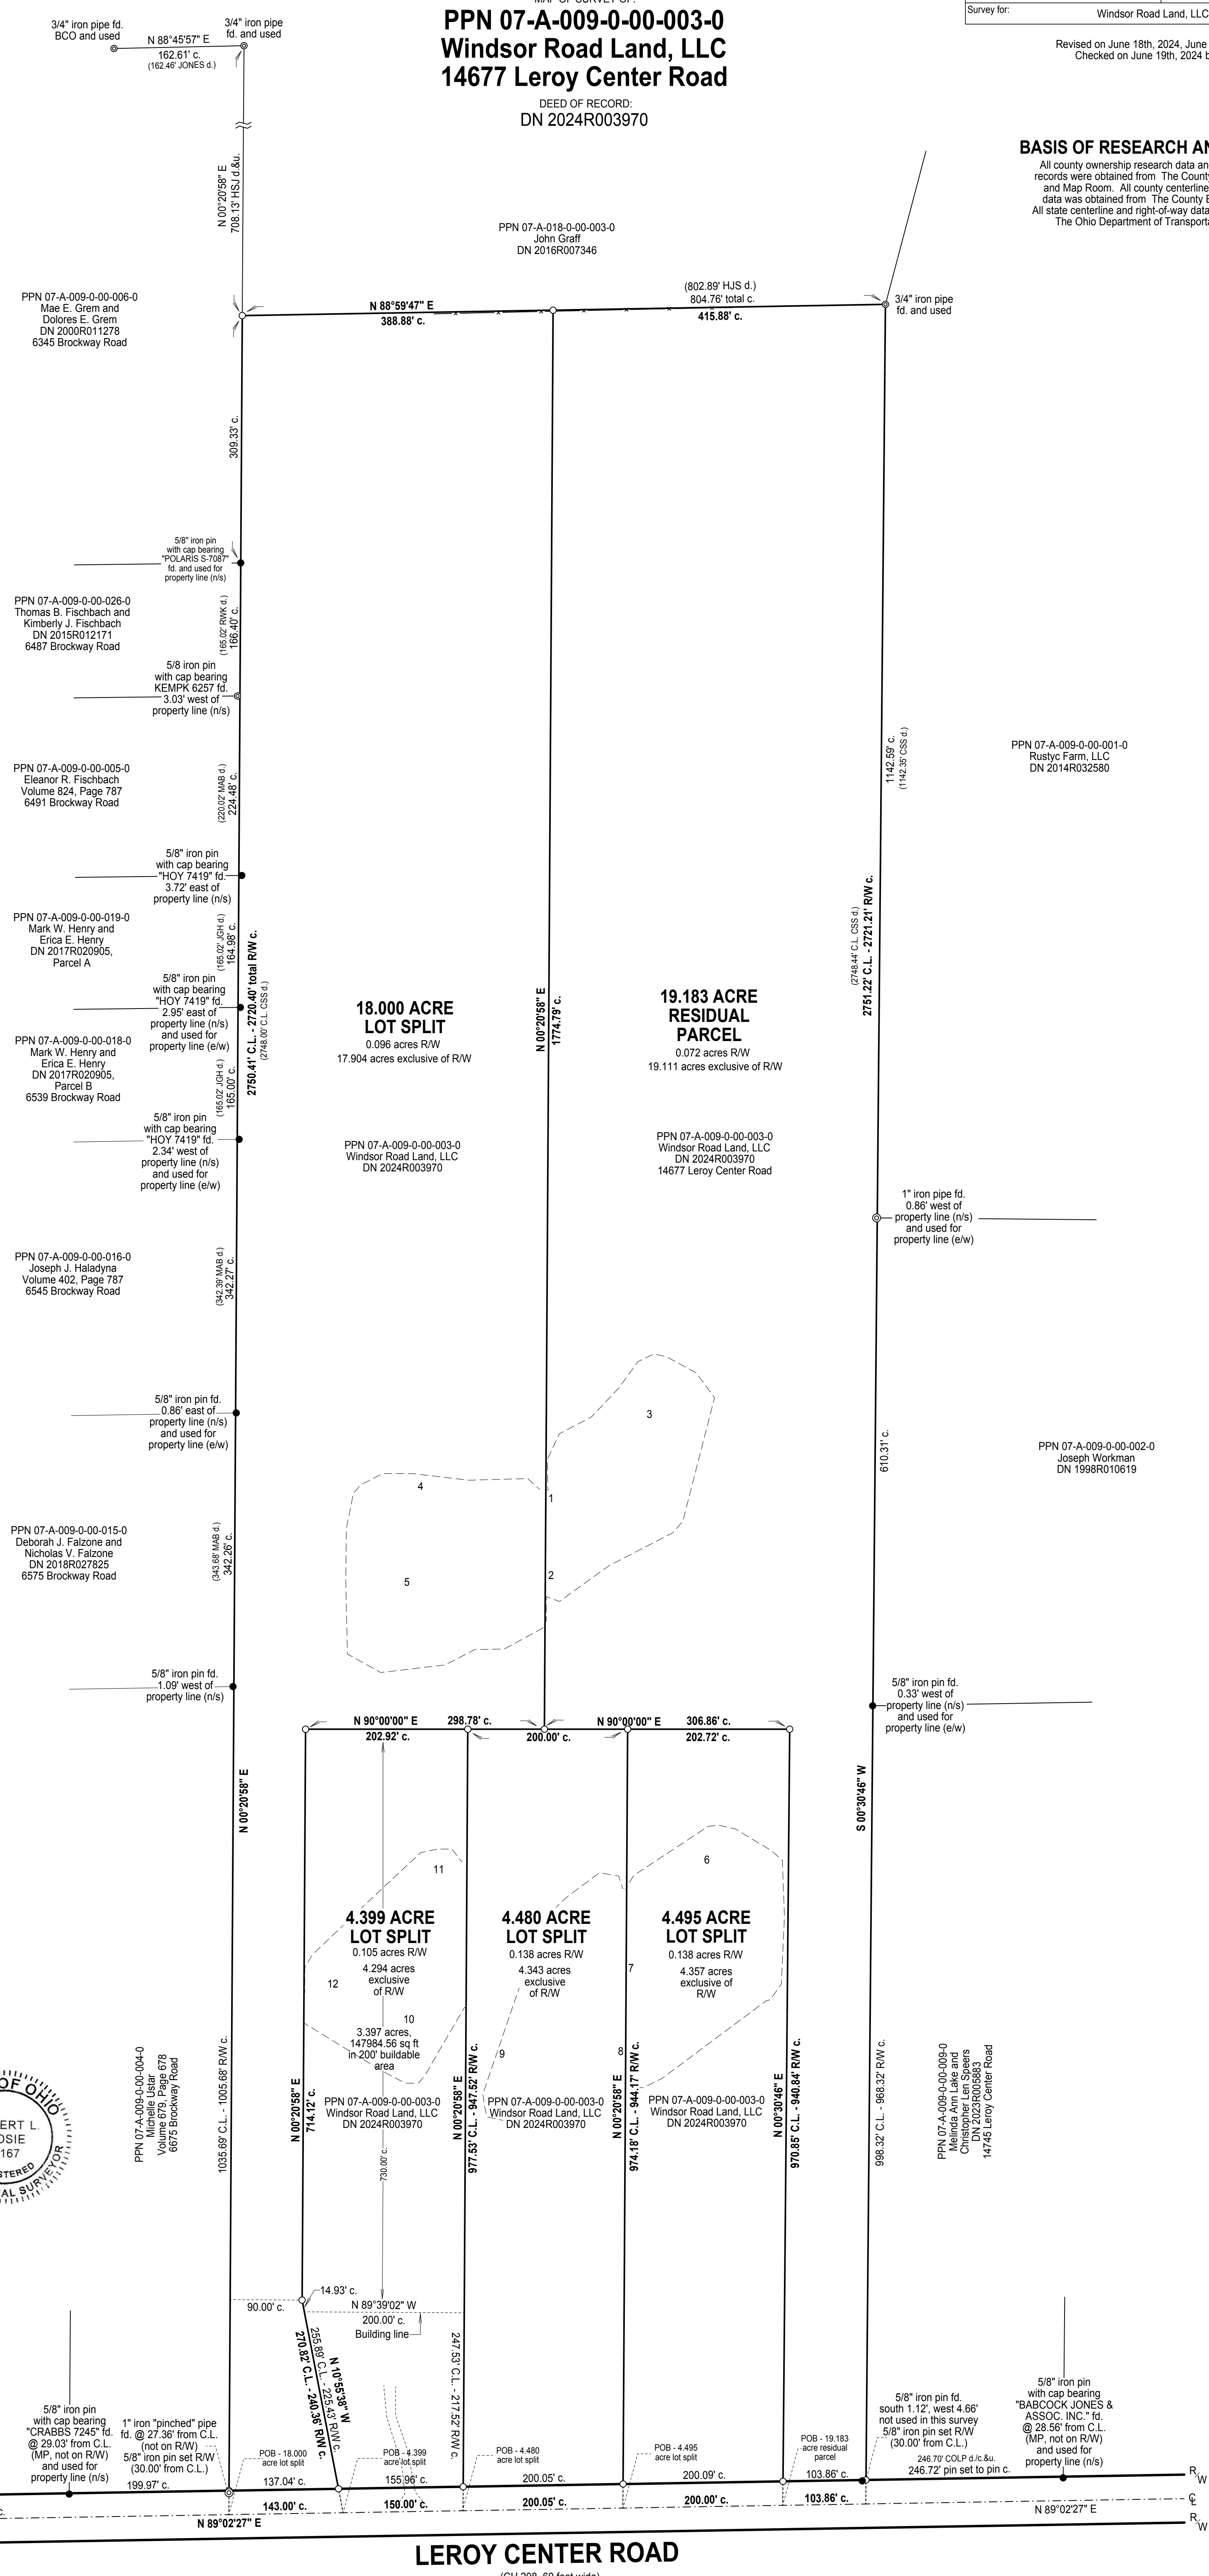 MAP OF SURVEY OF:
PPN 07-A-009-0-00-003-0
Windsor Road Land, LLC
14677 Leroy Center Road
DEED OF RECORD:
DN 2024R003970
Survey for:
Windsor Road Land, LLC
Revised on June 18th, 2024, June
Checked on June 19th, 2024 b
BASIS OF RESEARCH AN
All county ownership research data an
records were obtained from The County
and Map Room. All county centerline
data was obtained from The County E
All state centerline and right-of-way data
The Ohio Department of Transporta
3/4" iron pipe fd.
BCO and used
3/4" iron pipe
fd. and used
N 88°45'57" E
162.61' c.
(162.46' JONES d.)
N 00°20'58" E
708.13' HSJ d.&u.
PPN 07-A-018-0-00-003-0
John Graff
DN 2016R007346
PPN 07-A-009-0-00-006-0
Mae E. Grem and
Dolores E. Grem
DN 2000R011278
6345 Brockway Road
N 88°59'47" E
388.88' c.
(802.89' HJS d.)
804.76' total c.
415.88' c.
3/4" iron pipe
fd. and used
309.33' c.
5/8" iron pin
with cap bearing
"POLARIS S-7087"
fd. and used for
property line (n/s)
PPN 07-A-009-0-00-026-0
Thomas B. Fischbach and
Kimberly J. Fischbach
DN 2015R012171
6487 Brockway Road
(165.02' RWK d.)
166.40' c.
5/8 iron pin
with cap bearing
KEMPK 6257 fd.
3.03' west of
property line (n/s)
PPN 07-A-009-0-00-005-0
Eleanor R. Fischbach
Volume 824, Page 787
6491 Brockway Road
(220.02' MAB d.)
224.48' c.
1142.59' c.
(1142.35' CSS d.)
PPN 07-A-009-0-00-001-0
Rustyc Farm, LLC
DN 2014R032580
5/8" iron pin
with cap bearing
"HOY 7419" fd.
3.72' east of
property line (n/s)
PPN 07-A-009-0-00-019-0
Mark W. Henry and
Erica E. Henry
DN 2017R020905,
Parcel A
(165.02' JGH d.)
164.98' c.
5/8" iron pin
with cap bearing
"HOY 7419" fd.
2.95' east of
property line (n/s)
and used for
property line (e/w)
2750.41' C.L. - 2720.40' total R/W c.
(2748.00' C.L. CSS d.)
PPN 07-A-009-0-00-018-0
Mark W. Henry and
Erica E. Henry
DN 2017R020905,
Parcel B
6539 Brockway Road
(165.02' JGH d.)
165.00' c.
5/8" iron pin
with cap bearing
"HOY 7419" fd.
2.34' west of
property line (n/s)
and used for
property line (e/w)
18.000 ACRE
LOT SPLIT
0.096 acres R/W
17.904 acres exclusive of R/W
PPN 07-A-009-0-00-003-0
Windsor Road Land, LLC
DN 2024R003970
N 00°20'58" E
1774.79' c.
19.183 ACRE
RESIDUAL
PARCEL
0.072 acres R/W
19.111 acres exclusive of R/W
PPN 07-A-009-0-00-003-0
Windsor Road Land, LLC
DN 2024R003970
14677 Leroy Center Road
(2748.44' C.L. CSS d.)
2751.22' C.L. - 2721.21' R/W c.
1" iron pipe fd.
0.86' west of
property line (n/s)
and used for
property line (e/w)
PPN 07-A-009-0-00-016-0
Joseph J. Haladyna
Volume 402, Page 787
6545 Brockway Road
(342.39' MAB d.)
342.27' c.
5/8" iron pin fd.
0.86' east of
property line (n/s)
and used for
property line (e/w)
3
4
1
5
2
610.31' c.
PPN 07-A-009-0-00-002-0
Joseph Workman
DN 1998R010619
PPN 07-A-009-0-00-015-0
Deborah J. Falzone and
Nicholas V. Falzone
DN 2018R027825
6575 Brockway Road
(343.68' MAB d.)
342.26' c.
5/8" iron pin fd.
1.09' west of
property line (n/s)
5/8" iron pin fd.
0.33' west of
property line (n/s)
and used for
property line (e/w)
N 90°00'00" E
298.78' c.
N 90°00'00" E
306.86' c.
202.92' c.
200.00' c.
202.72' c.
N 00°20'58" E
S 00°30'46" W
11
6
4.399 ACRE
LOT SPLIT
0.105 acres R/W
4.294 acres
exclusive
of R/W
12
10
3.397 acres,
147984.56 sq ft
in 200' buildable
area
PPN 07-A-009-0-00-003-0
Windsor Road Land, LLC
DN 2024R003970
4.480 ACRE
LOT SPLIT
0.138 acres R/W
4.343 acres
exclusive
of R/W
9
PPN 07-A-009-0-00-003-0
Windsor Road Land, LLC
DN 2024R003970
4.495 ACRE
LOT SPLIT
0.138 acres R/W
4.357 acres
exclusive of
R/W
7
8
PPN 07-A-009-0-00-003-0
Windsor Road Land, LLC
DN 2024R003970
PPN 07-A-009-0-00-004-0
Michelle Ustar
Volume 679, Page 678
6675 Brockway Road
1035.69' C.L. - 1005.68' R/W c.
N 00°20'58" E
714.12' c.
730.00' c.
N 00°20'58" E
977.53' C.L. - 947.52' R/W c.
N 00°20'58" E
974.18' C.L. - 944.17' R/W c.
N 00°30'46" E
970.85' C.L. - 940.84' R/W c.
998.32' C.L. - 968.32' R/W c.
PPN 07-A-009-0-00-009-0
Melinda Ann Lake and
Christopher Len Speers
DN 2023R005883
14745 Leroy Center Road
OF OHIO
ERT L.
OSIE
167
STERED
AL SURVEYOR
14.93' c.
90.00' c.
N 89°39'02" W
200.00' c.
Building line
N 10°55'38" W
255.89' C.L. - 225.43' R/W c.
270.82' C.L. - 240.36' R/W c.
247.53' C.L. - 217.52' R/W c.
5/8" iron pin
with cap bearing
"CRABBS 7245" fd.
@ 29.03' from C.L.
(MP, not on R/W)
and used for
property line (n/s)
1" iron "pinched" pipe
fd. @ 27.36' from C.L.
(not on R/W)
5/8" iron pin set R/W
(30.00' from C.L.)
POB - 18.000
acre lot split
POB - 4.399
acre lot split
POB - 4.480
acre lot split
POB - 4.495
acre lot split
POB - 19.183
acre residual
parcel
5/8" iron pin fd.
south 1.12', west 4.66'
not used in this survey
5/8" iron pin set R/W
(30.00' from C.L.)
5/8" iron pin
with cap bearing
"BABCOCK JONES &
ASSOC. INC." fd.
@ 28.56' from C.L.
(MP, not on R/W)
and used for
property line (n/s)
246.70' COLP d./c.&u.
246.72' pin set to pin c.
199.97' c.
137.04' c.
155.96' c.
200.05' c.
200.09' c.
103.86' c.
R/W
143.00' c.
150.00' c.
200.05' c.
200.00' c.
103.86' c.
N 89°02'27" E
N 89°02'27" E
R/W
LEROY CENTER ROAD